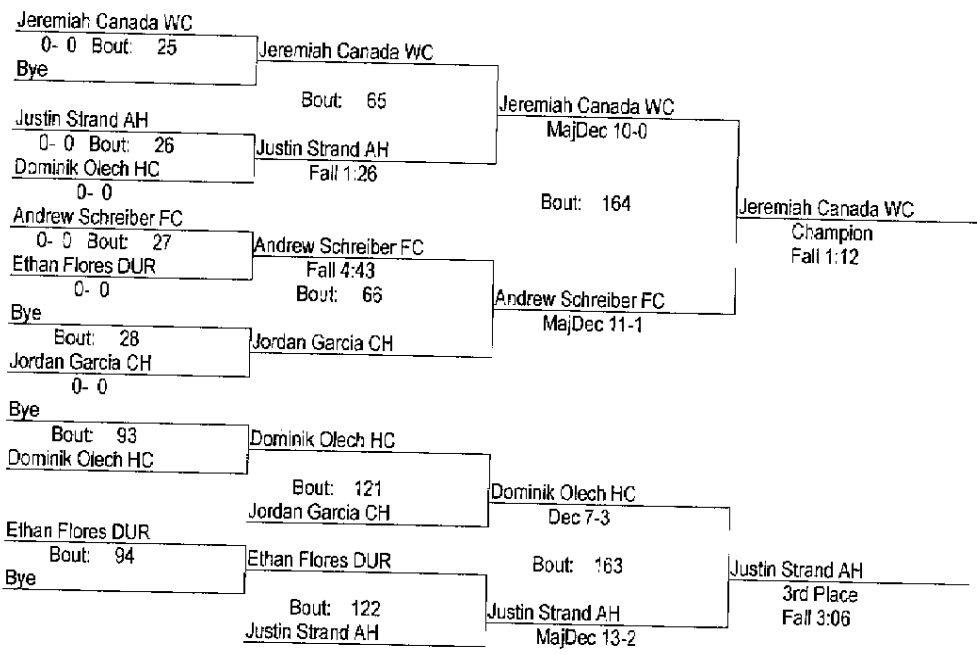 Jeremiah Canada WC
0- 0 Bout: 25
Bye
Jeremiah Canada WC
Bout: 65
Justin Strand AH
0- 0 Bout: 26
Dominik Olech HC
0- 0
Justin Strand AH
Fall 1:26
Jeremiah Canada WC
MajDec 10-0
Bout: 164
Andrew Schreiber FC
0- 0 Bout: 27
Ethan Flores DUR
0- 0
Andrew Schreiber FC
Fall 4:43
Bout: 66
Bye
Bout: 28
Jordan Garcia CH
0- 0
Jordan Garcia CH
Andrew Schreiber FC
MajDec 11-1
Jeremiah Canada WC
Champion
Fall 1:12
Bye
Bout: 93
Dominik Olech HC
Dominik Olech HC
Bout: 121
Jordan Garcia CH
Dominik Olech HC
Dec 7-3
Bout: 163
Ethan Flores DUR
Bout: 94
Bye
Ethan Flores DUR
Bout: 122
Justin Strand AH
Justin Strand AH
MajDec 13-2
Justin Strand AH
3rd Place
Fall 3:06